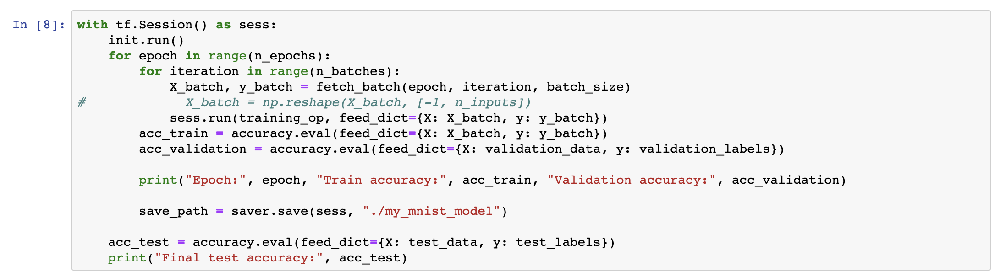 In [8]: with tf.Session() as sess:
    init.run()
    for epoch in range(n_epochs):
        for iteration in range(n_batches):
            X_batch, y_batch = fetch_batch(epoch, iteration, batch_size)
#             X_batch = np.reshape(X_batch, [-1, n_inputs])
            sess.run(training_op, feed_dict={X: X_batch, y: y_batch})
        acc_train = accuracy.eval(feed_dict={X: X_batch, y: y_batch})
        acc_validation = accuracy.eval(feed_dict={X: validation_data, y: validation_labels})
        print("Epoch:", epoch, "Train accuracy:", acc_train, "Validation accuracy:", acc_validation)
        save_path = saver.save(sess, "./my_mnist_model")
    acc_test = accuracy.eval(feed_dict={X: test_data, y: test_labels})
    print("Final test accuracy:", acc_test)